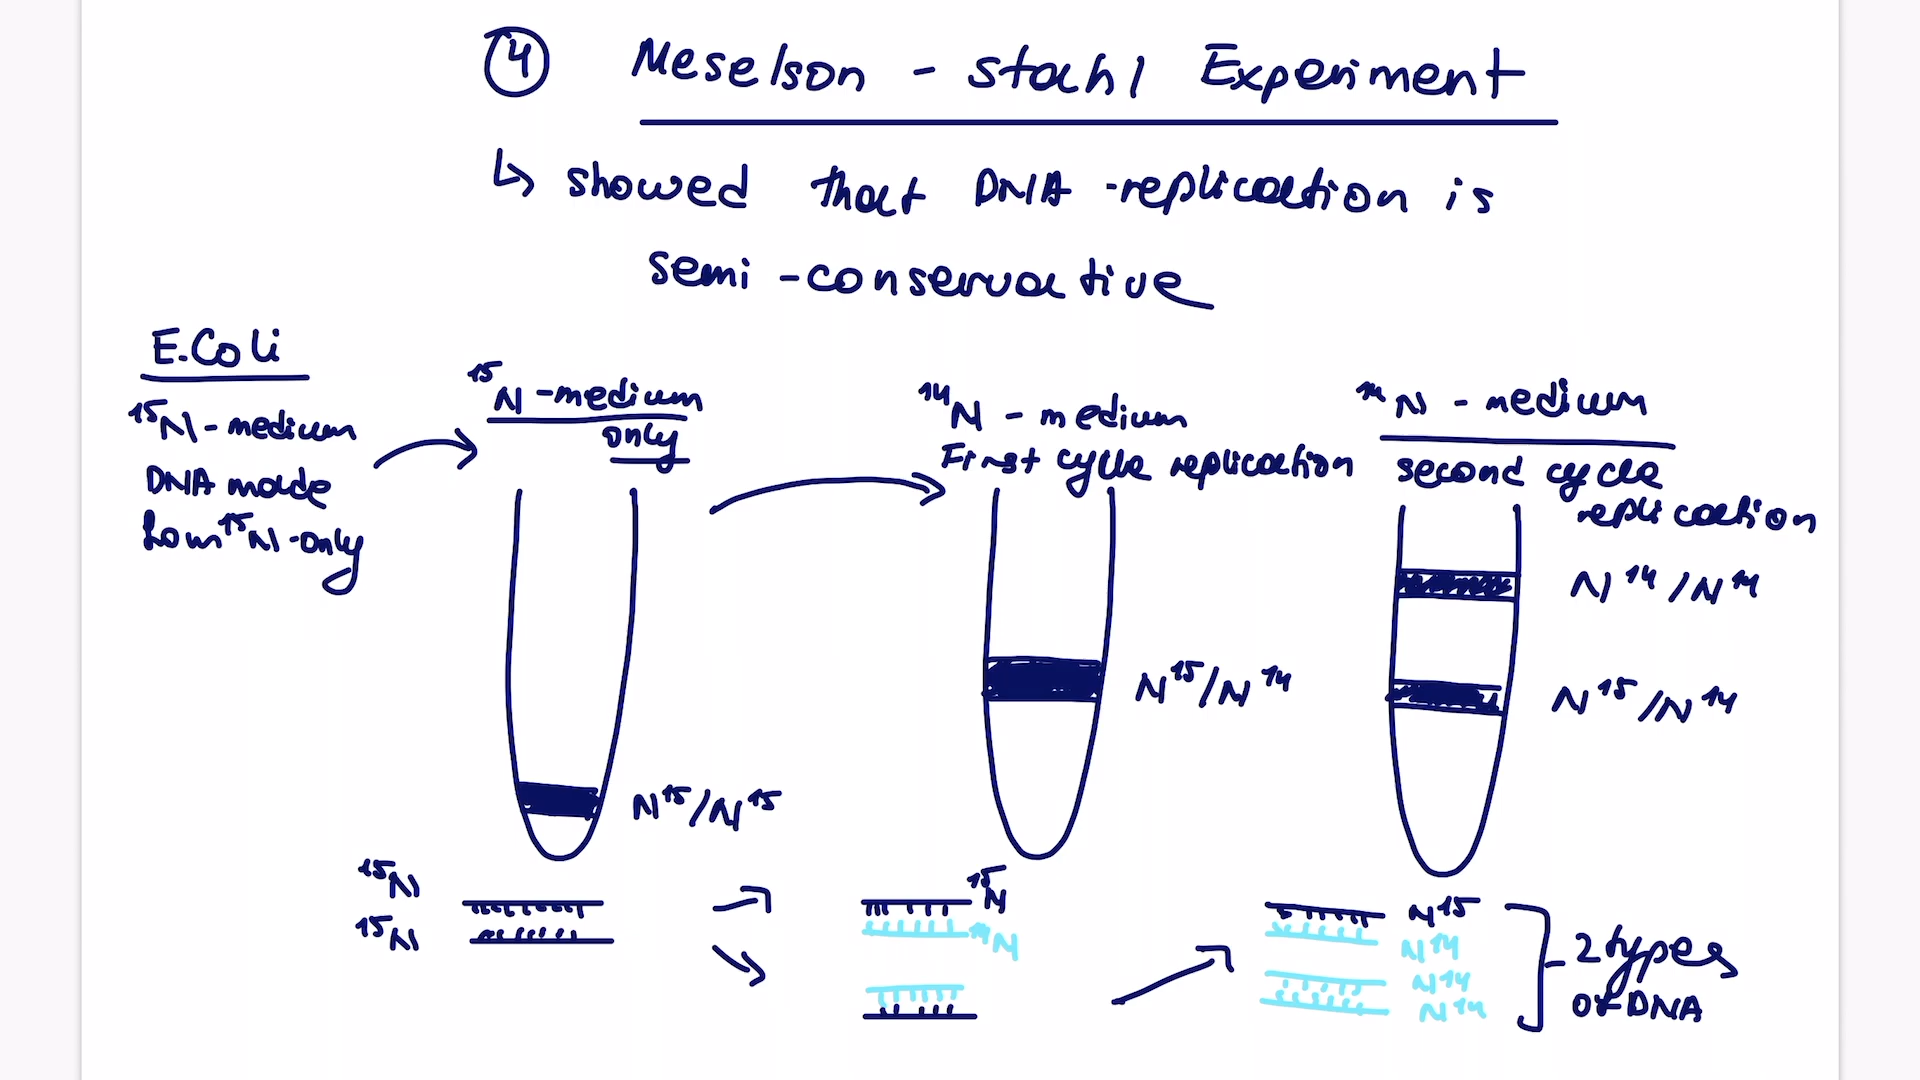 4 Meselson - Stahl Experiment
↳ showed that DNA-replication is
semi-conservative
E.Coli
¹⁵N-medium
DNA made
from ¹⁵N-only
¹⁵N-medium
only
¹⁴N - medium
First cycle replication
¹⁴N - medium
second cycle
replication
N¹⁴/N¹⁴
N¹⁵/N¹⁴
N¹⁵/N¹⁴
N¹⁵/N¹⁵
¹⁵N
¹⁵N
¹⁵N
¹⁴N
N¹⁵
N¹⁴
N¹⁴
N¹⁴
2 types
of DNA